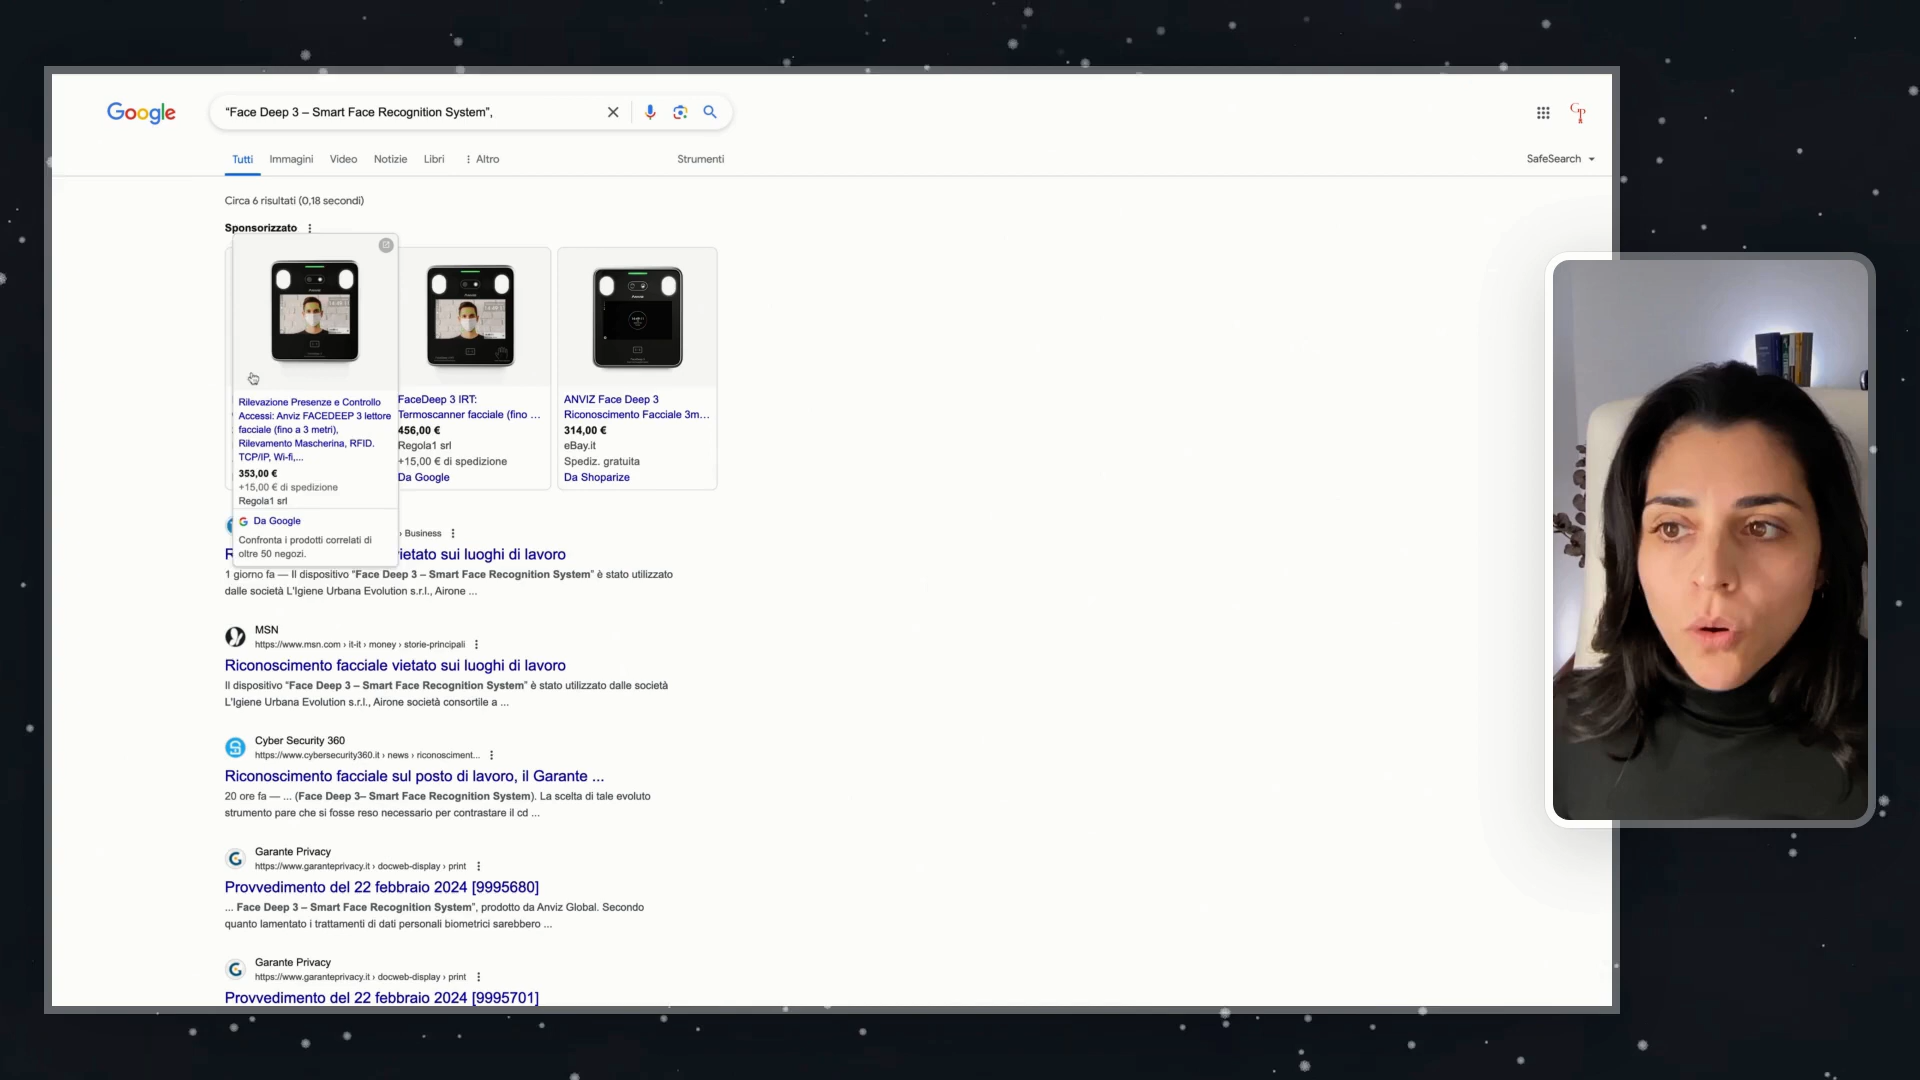 Google
“Face Deep 3 – Smart Face Recognition System”,
Tutti
Immagini
Video
Notizie
Libri
Altro
Strumenti
SafeSearch
Circa 6 risultati (0,18 secondi)
Sponsorizzato
Rilevazione Presenze e Controllo
Accessi: Anviz FACEDEEP 3 lettore
facciale (fino a 3 metri),
Rilevamento Mascherina, RFID.
TCP/IP, Wi-fi,...
353,00 €
+15,00 € di spedizione
Regola1 srl
Da Google
Confronta i prodotti correlati di
oltre 50 negozi.
FaceDeep 3 IRT:
Termoscanner facciale (fino ...
456,00 €
Regola1 srl
+15,00 € di spedizione
Da Google
ANVIZ Face Deep 3
Riconoscimento Facciale 3m...
314,00 €
eBay.it
Spediz. gratuita
Da Shoparize
› Business
R
ietato sui luoghi di lavoro
1 giorno fa — Il dispositivo “Face Deep 3 – Smart Face Recognition System” è stato utilizzato
dalle società L'Igiene Urbana Evolution s.r.l., Airone ...
MSN
https://www.msn.com › it-it › money › storie-principali
Riconoscimento facciale vietato sui luoghi di lavoro
Il dispositivo “Face Deep 3 – Smart Face Recognition System” è stato utilizzato dalle società
L'Igiene Urbana Evolution s.r.l., Airone società consortile a ...
Cyber Security 360
https://www.cybersecurity360.it › news › riconosciment...
Riconoscimento facciale sul posto di lavoro, il Garante ...
20 ore fa — ... (Face Deep 3– Smart Face Recognition System). La scelta di tale evoluto
strumento pare che si fosse reso necessario per contrastare il cd ...
Garante Privacy
https://www.garanteprivacy.it › docweb-display › print
Provvedimento del 22 febbraio 2024 [9995680]
... Face Deep 3 – Smart Face Recognition System”, prodotto da Anviz Global. Secondo
quanto lamentato i trattamenti di dati personali biometrici sarebbero ...
Garante Privacy
https://www.garanteprivacy.it › docweb-display › print
Provvedimento del 22 febbraio 2024 [9995701]